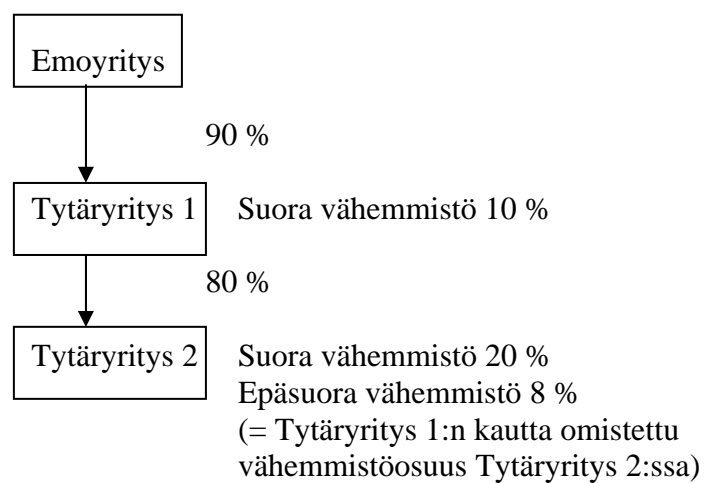 Emoyritys
90 %
Tytäryritys 1 Suora vähemmistö 10 %
80 %
Tytäryritys 2 Suora vähemmistö 20 %
Epäsuora vähemmistö 8 %
(= Tytäryritys 1:n kautta omistettu
vähemmistöosuus Tytäryritys 2:ssa)